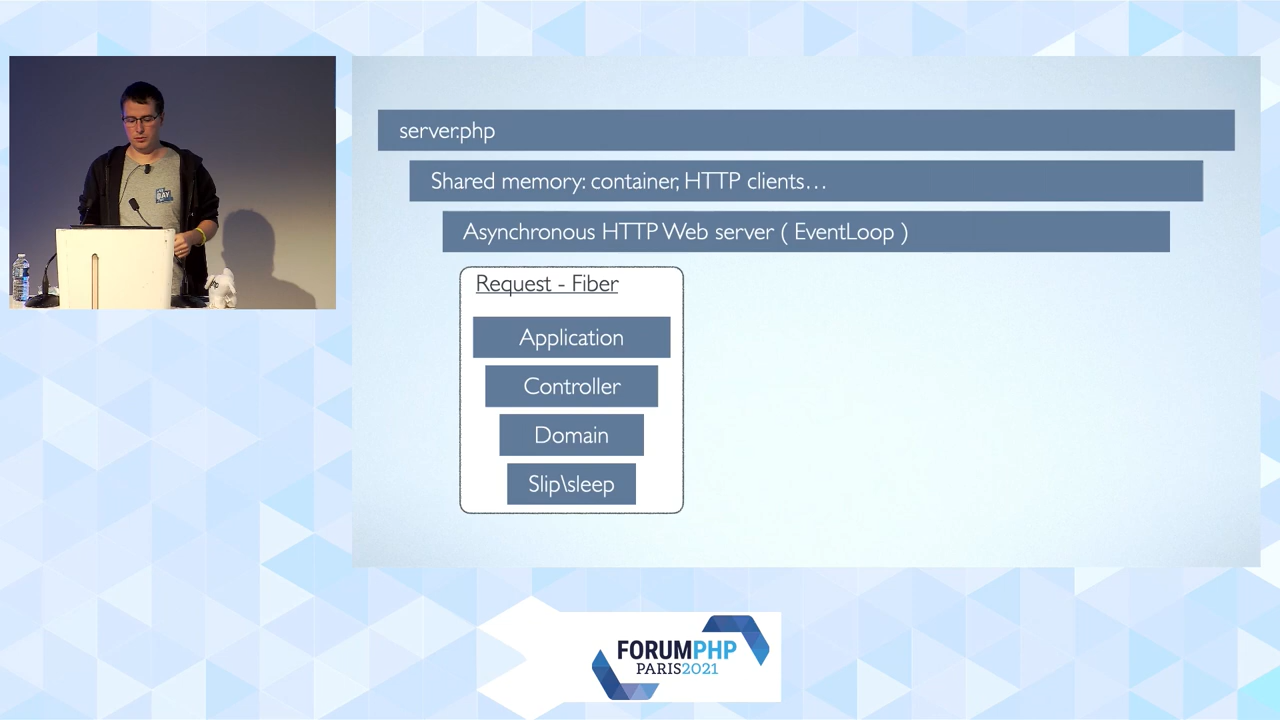 server.php
Shared memory: container, HTTP clients…
Asynchronous HTTP Web server ( EventLoop )
Request - Fiber
Application
Controller
Domain
Slip\sleep
FORUMPHP
PARIS2021